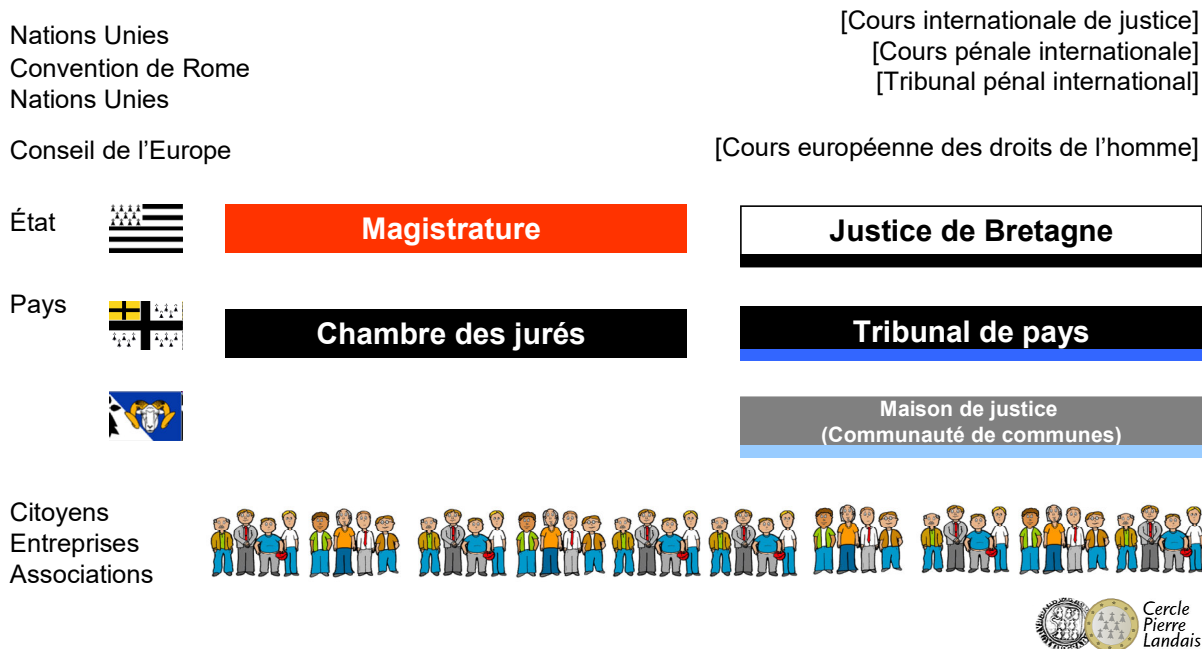 Nations Unies
Convention de Rome
Nations Unies
[Cours internationale de justice]
[Cours pénale internationale]
[Tribunal pénal international]
Conseil de l’Europe
[Cours européenne des droits de l’homme]
État
Magistrature
Justice de Bretagne
Pays
Chambre des jurés
Tribunal de pays
Maison de justice
(Communauté de communes)
Citoyens
Entreprises
Associations
Cercle
Pierre
Landais